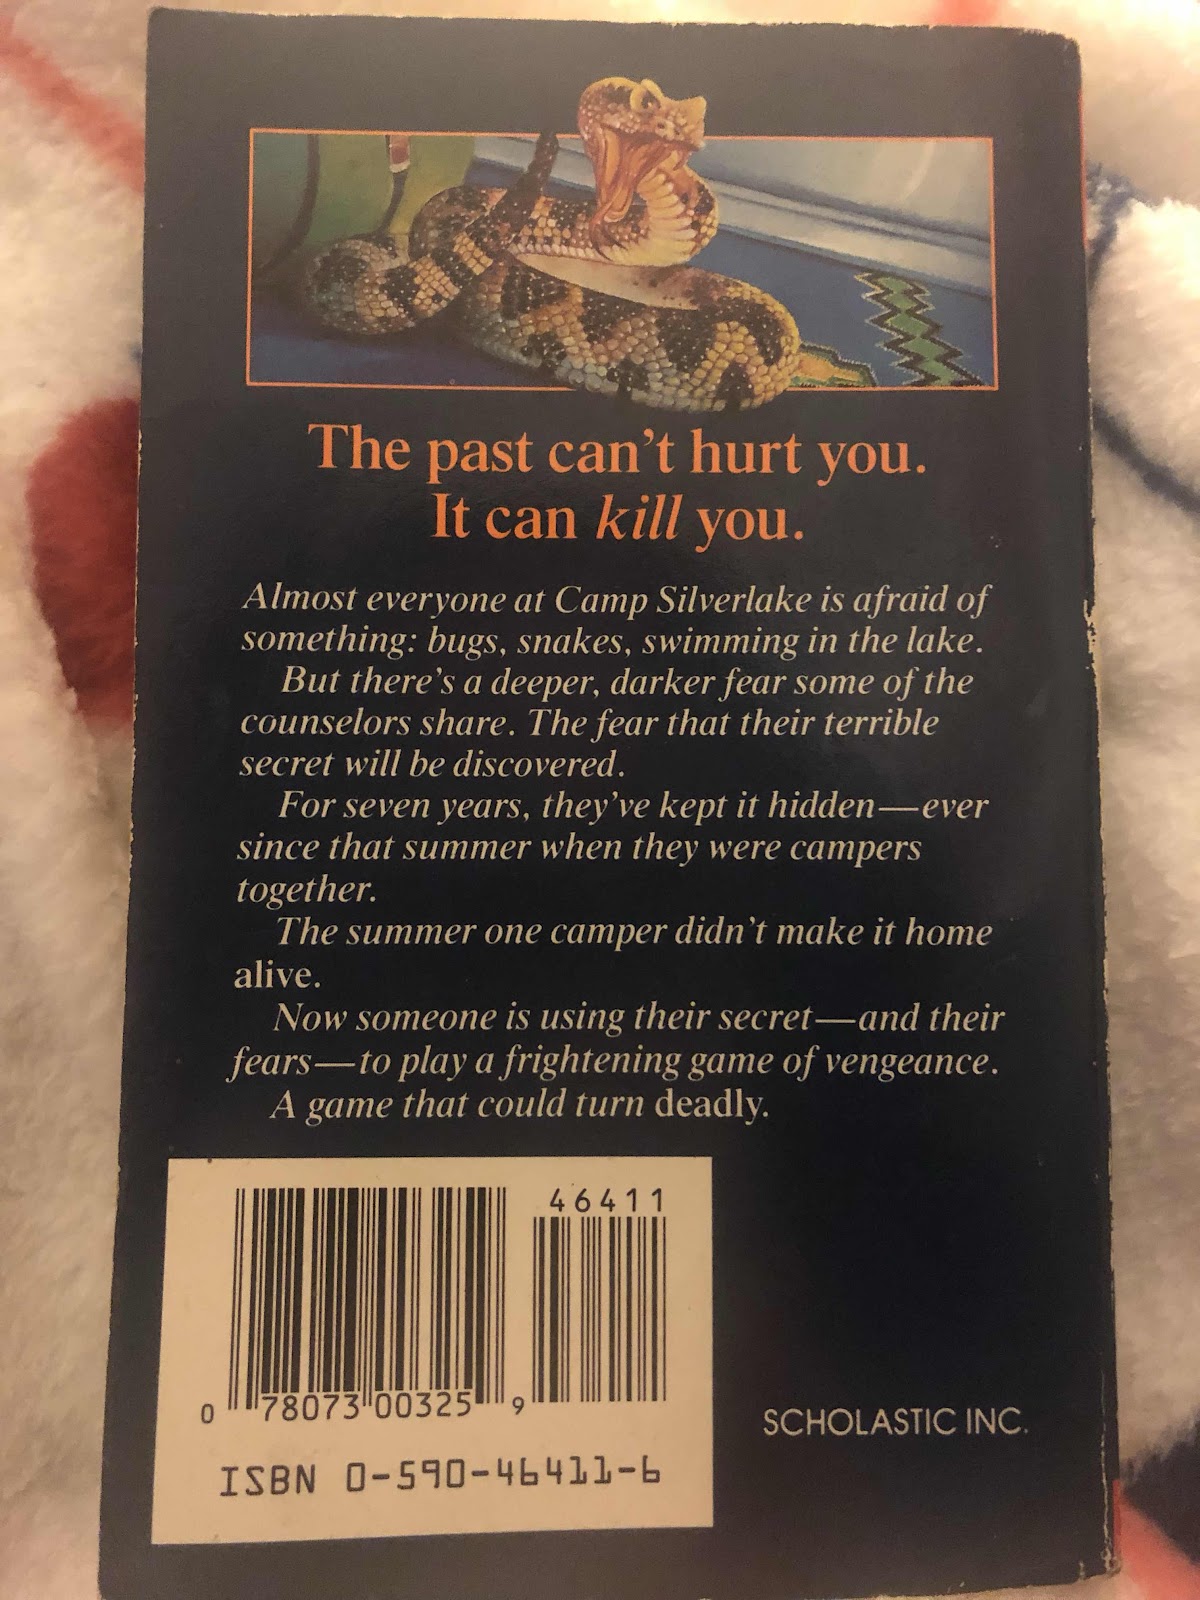 The past can't hurt you.
It can kill you.
Almost everyone at Camp Silverlake is afraid of
something: bugs, snakes, swimming in the lake.
But there's a deeper, darker fear some of the
counselors share. The fear that their terrible
secret will be discovered.
For seven years, they've kept it hidden—ever
since that summer when they were campers
together.
The summer one camper didn't make it home
alive.
Now someone is using their secret—and their
fears—to play a frightening game of vengeance.
A game that could turn deadly.
46411
0 78073 00325 9
ISBN 0-590-46411-6
SCHOLASTIC INC.